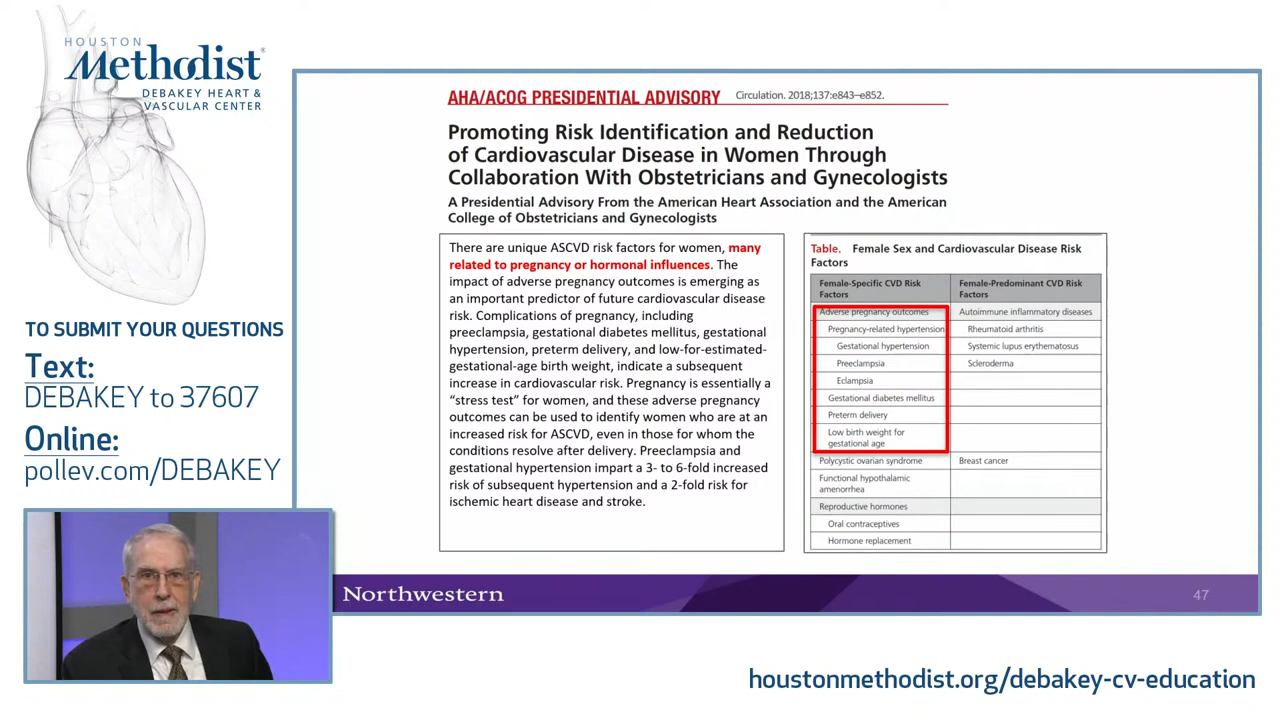 HOUSTON
Methodist®
DEBAKEY HEART &
VASCULAR CENTER
TO SUBMIT YOUR QUESTIONS
Text:
DEBAKEY to 37607
Online:
pollev.com/DEBAKEY
AHA/ACOG PRESIDENTIAL ADVISORY
Circulation. 2018;137:e843–e852.
Promoting Risk Identification and Reduction
of Cardiovascular Disease in Women Through
Collaboration With Obstetricians and Gynecologists
A Presidential Advisory From the American Heart Association and the American
College of Obstetricians and Gynecologists
There are unique ASCVD risk factors for women, many
related to pregnancy or hormonal influences. The
impact of adverse pregnancy outcomes is emerging as
an important predictor of future cardiovascular disease
risk. Complications of pregnancy, including
preeclampsia, gestational diabetes mellitus, gestational
hypertension, preterm delivery, and low-for-estimated-
gestational-age birth weight, indicate a subsequent
increase in cardiovascular risk. Pregnancy is essentially a
“stress test” for women, and these adverse pregnancy
outcomes can be used to identify women who are at an
increased risk for ASCVD, even in those for whom the
conditions resolve after delivery. Preeclampsia and
gestational hypertension impart a 3- to 6-fold increased
risk of subsequent hypertension and a 2-fold risk for
ischemic heart disease and stroke.
Table. Female Sex and Cardiovascular Disease Risk
Factors
Female-Specific CVD Risk
Factors
Female-Predominant CVD Risk
Factors
Adverse pregnancy outcomes
Autoimmune inflammatory diseases
Pregnancy-related hypertension
Rheumatoid arthritis
Gestational hypertension
Systemic lupus erythematosus
Preeclampsia
Scleroderma
Eclampsia
Gestational diabetes mellitus
Preterm delivery
Low birth weight for
gestational age
Polycystic ovarian syndrome
Breast cancer
Functional hypothalamic
amenorrhea
Reproductive hormones
Oral contraceptives
Hormone replacement
Northwestern
47
houstonmethodist.org/debakey-cv-education